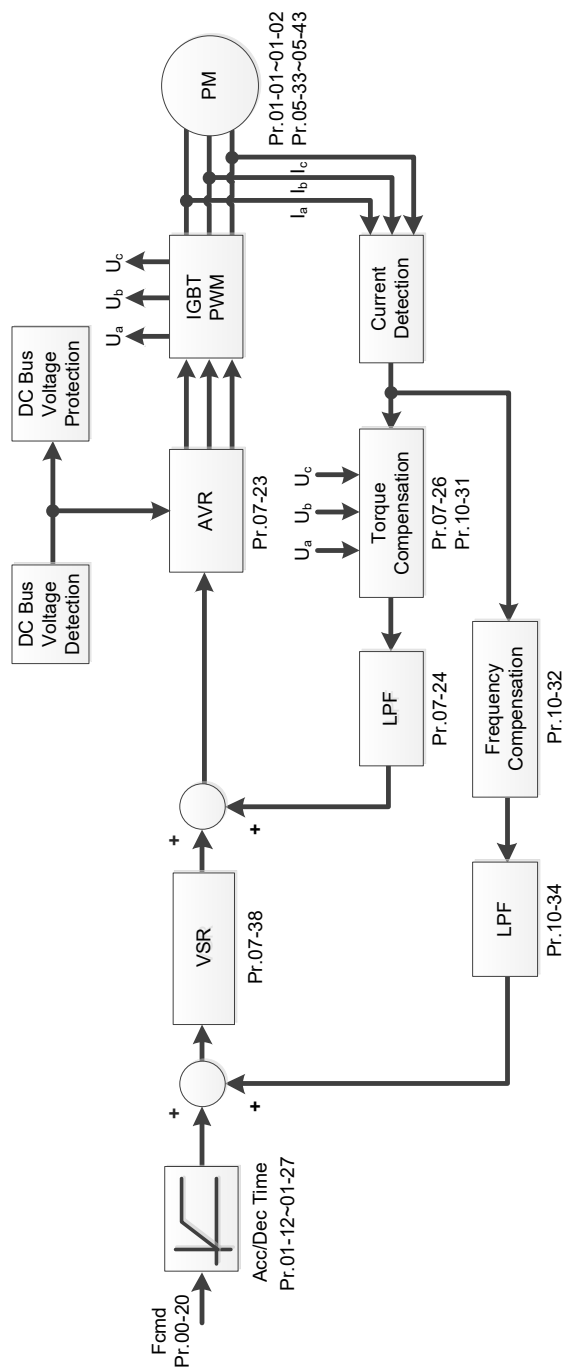 Fcmd
Pr.00-20
Acc/Dec Time
Pr.01-12~01-27
+
+
VSR
Pr.07-38
+
+
DC Bus
Voltage
Detection
DC Bus
Voltage
Protection
AVR
Pr.07-23
Ua
Ub
Uc
IGBT
PWM
PM
Pr.01-01~01-02
Pr.05-33~05-43
Ia
Ib
Ic
Current
Detection
Ua
Ub
Uc
Torque
Compensation
Pr.07-26
Pr.10-31
LPF
Pr.07-24
Frequency
Compensation
Pr.10-32
LPF
Pr.10-34